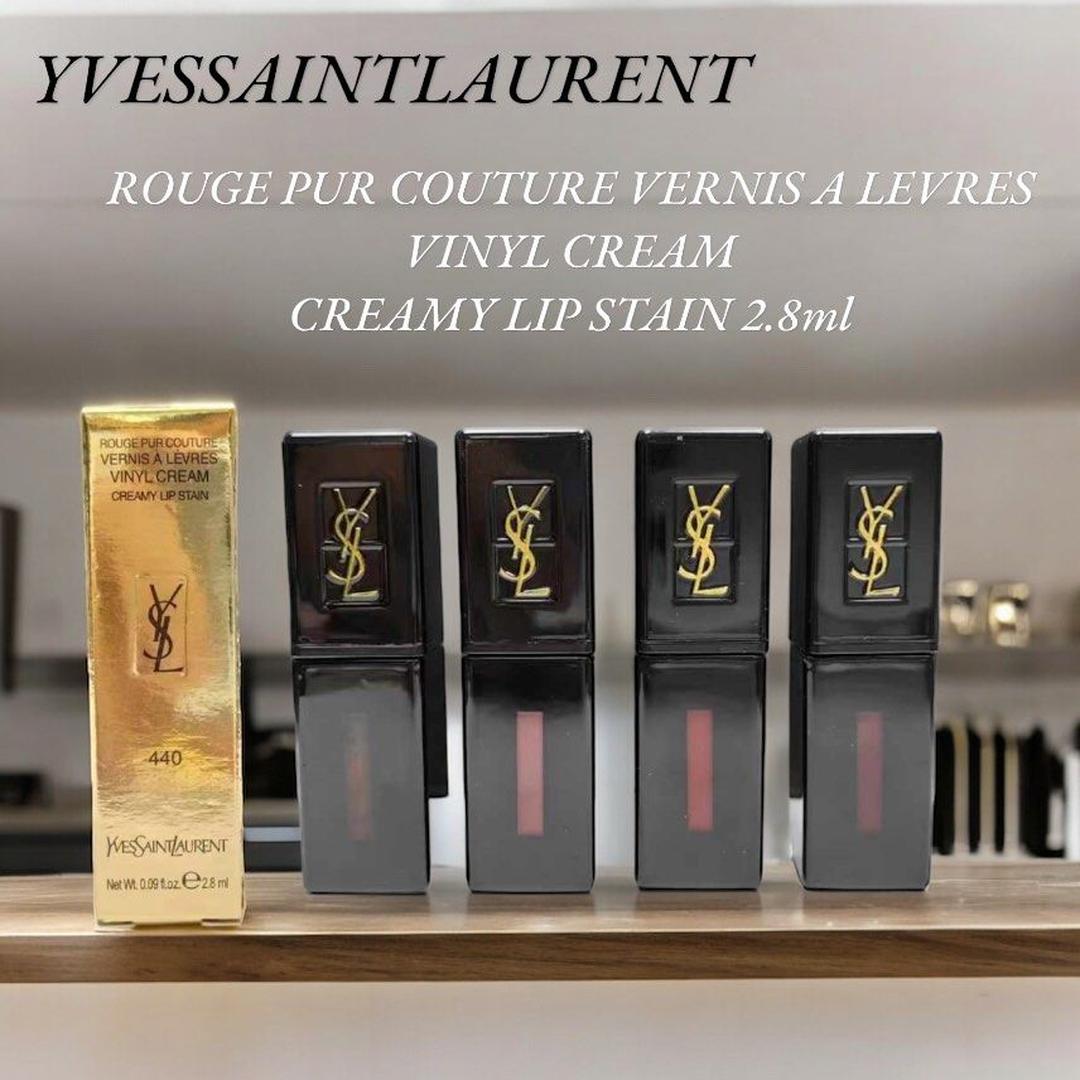 YVESSAINTLAURENT
ROUGE PUR COUTURE VERNIS A LEVRES
VINYL CREAM
CREAMY LIP STAIN 2.8ml
ROUGE PUR COUTURE
VERNIS À LÈVRES
VINYL CREAM
CREAMY LIP STAIN
YSL
440
YVESSAINTLAURENT
Net Wt. 0.09 fl.oz. ℮ 2.8 ml
YSL
YSL
YSL
YSL